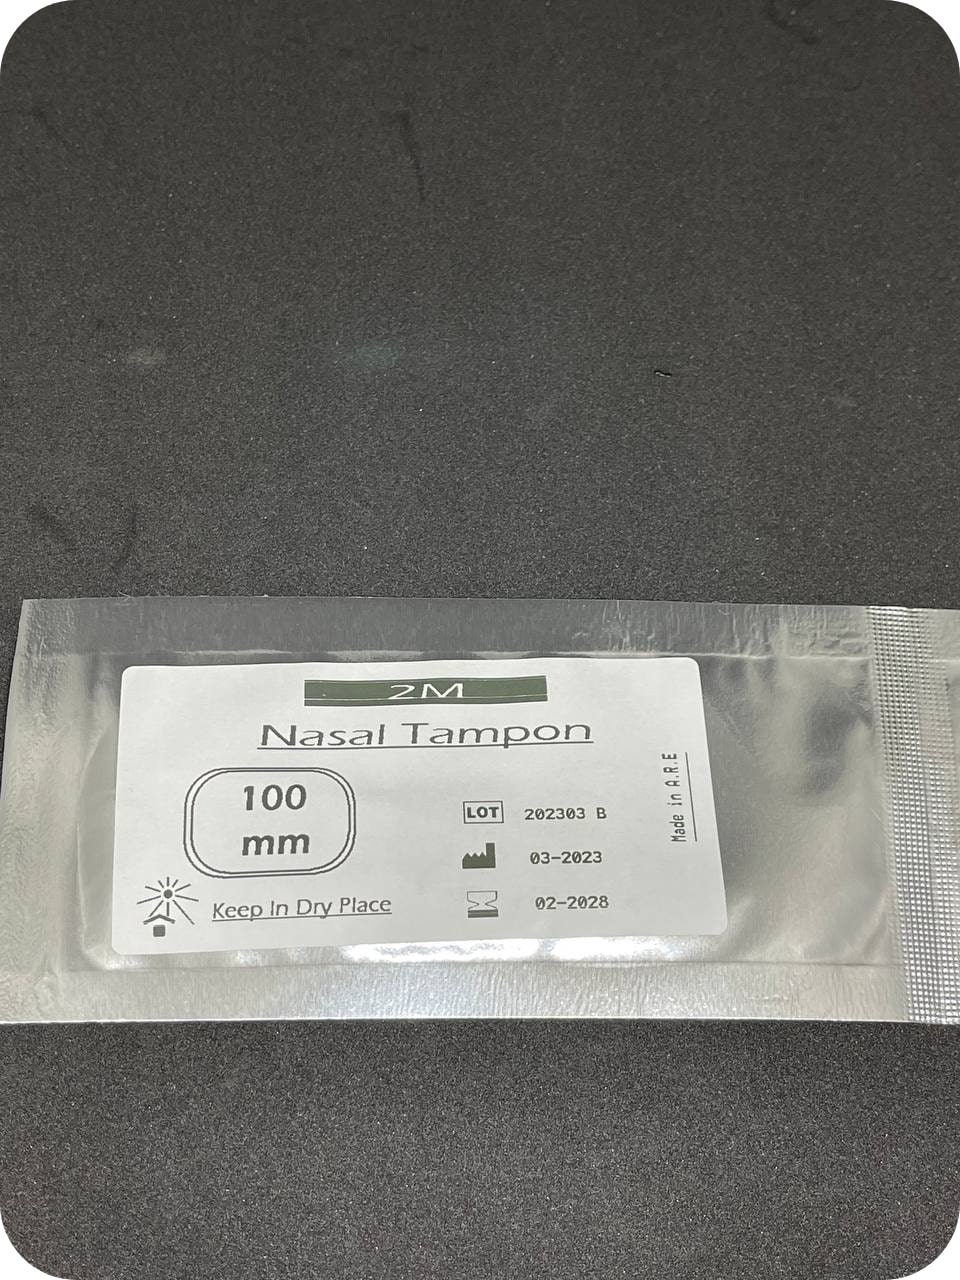 2M
Nasal Tampon
100
mm
LOT 202303 B
03-2023
02-2028
Keep In Dry Place
Made in A.R.E